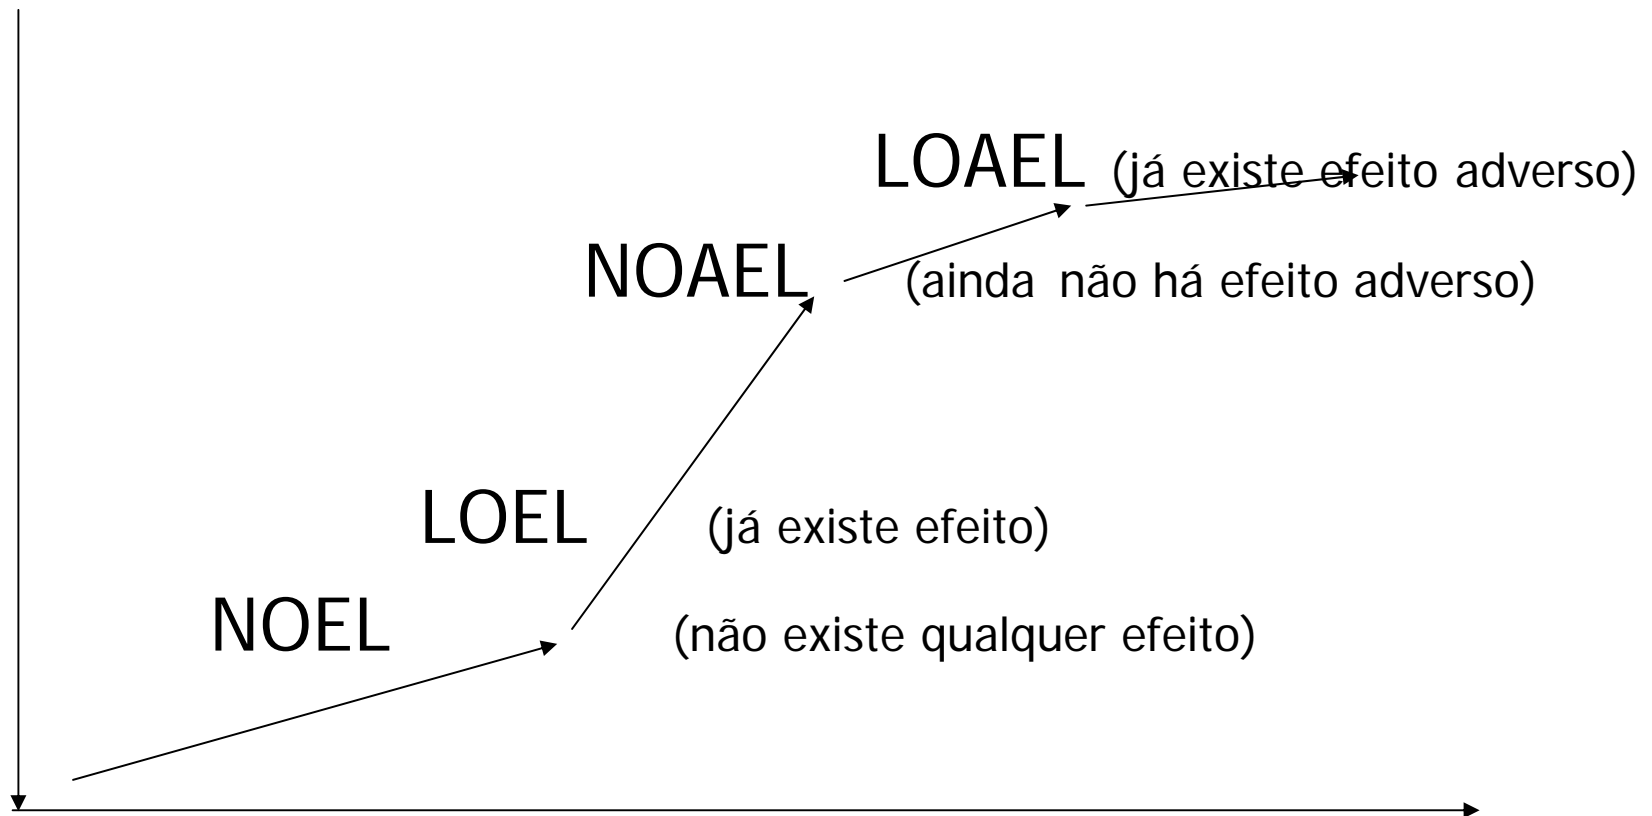 LOAEL (já existe efeito adverso)
NOAEL (ainda não há efeito adverso)
LOEL (já existe efeito)
NOEL (não existe qualquer efeito)